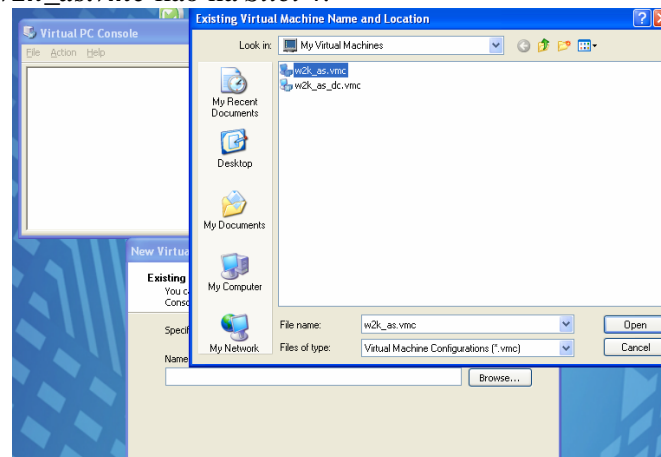 Virtual PC Console
File Action Help
Existing Virtual Machine Name and Location
Look in: My Virtual Machines
w2k_as.vmc
w2k_as_dc.vmc
My Recent
Documents
Desktop
My Documents
My Computer
My Network
File name: w2k_as.vmc Open
Files of type: Virtual Machine Configurations (*.vmc) Cancel
New Virtua
Existing
You c
Conso
Specif
Name
Browse...